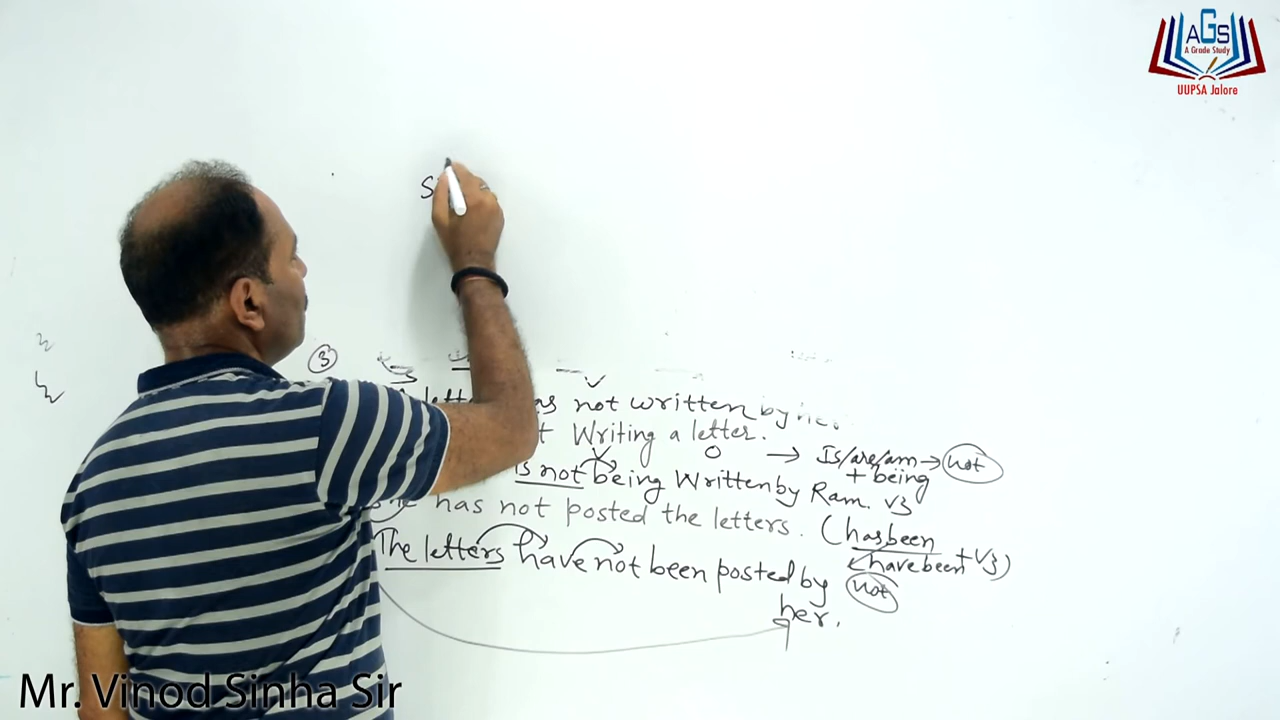 AGS
A Grade Study
UUPSA Jalore
S
3
as not written by he.
Writing a letter.
O → Is/are/am → not
+ being
is not being Written by Ram. V3
has not posted the letters. (has been
The letters have not been posted by have been + V3)
not
her.
Mr. Vinod Sinha Sir